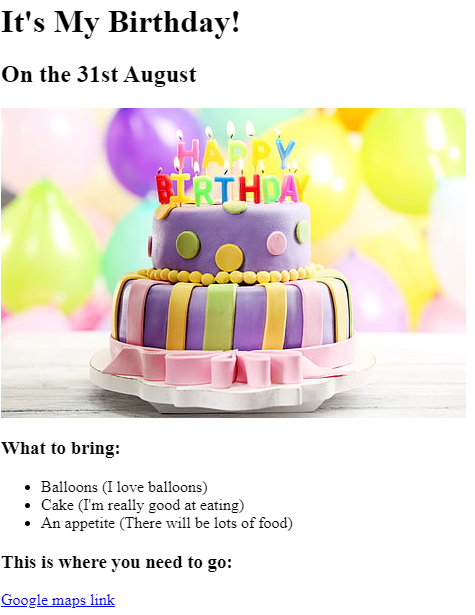 It's My Birthday!
On the 31st August
HAPPY
BIRTHDAY
What to bring:
Balloons (I love balloons)
Cake (I'm really good at eating)
An appetite (There will be lots of food)
This is where you need to go:
Google maps link